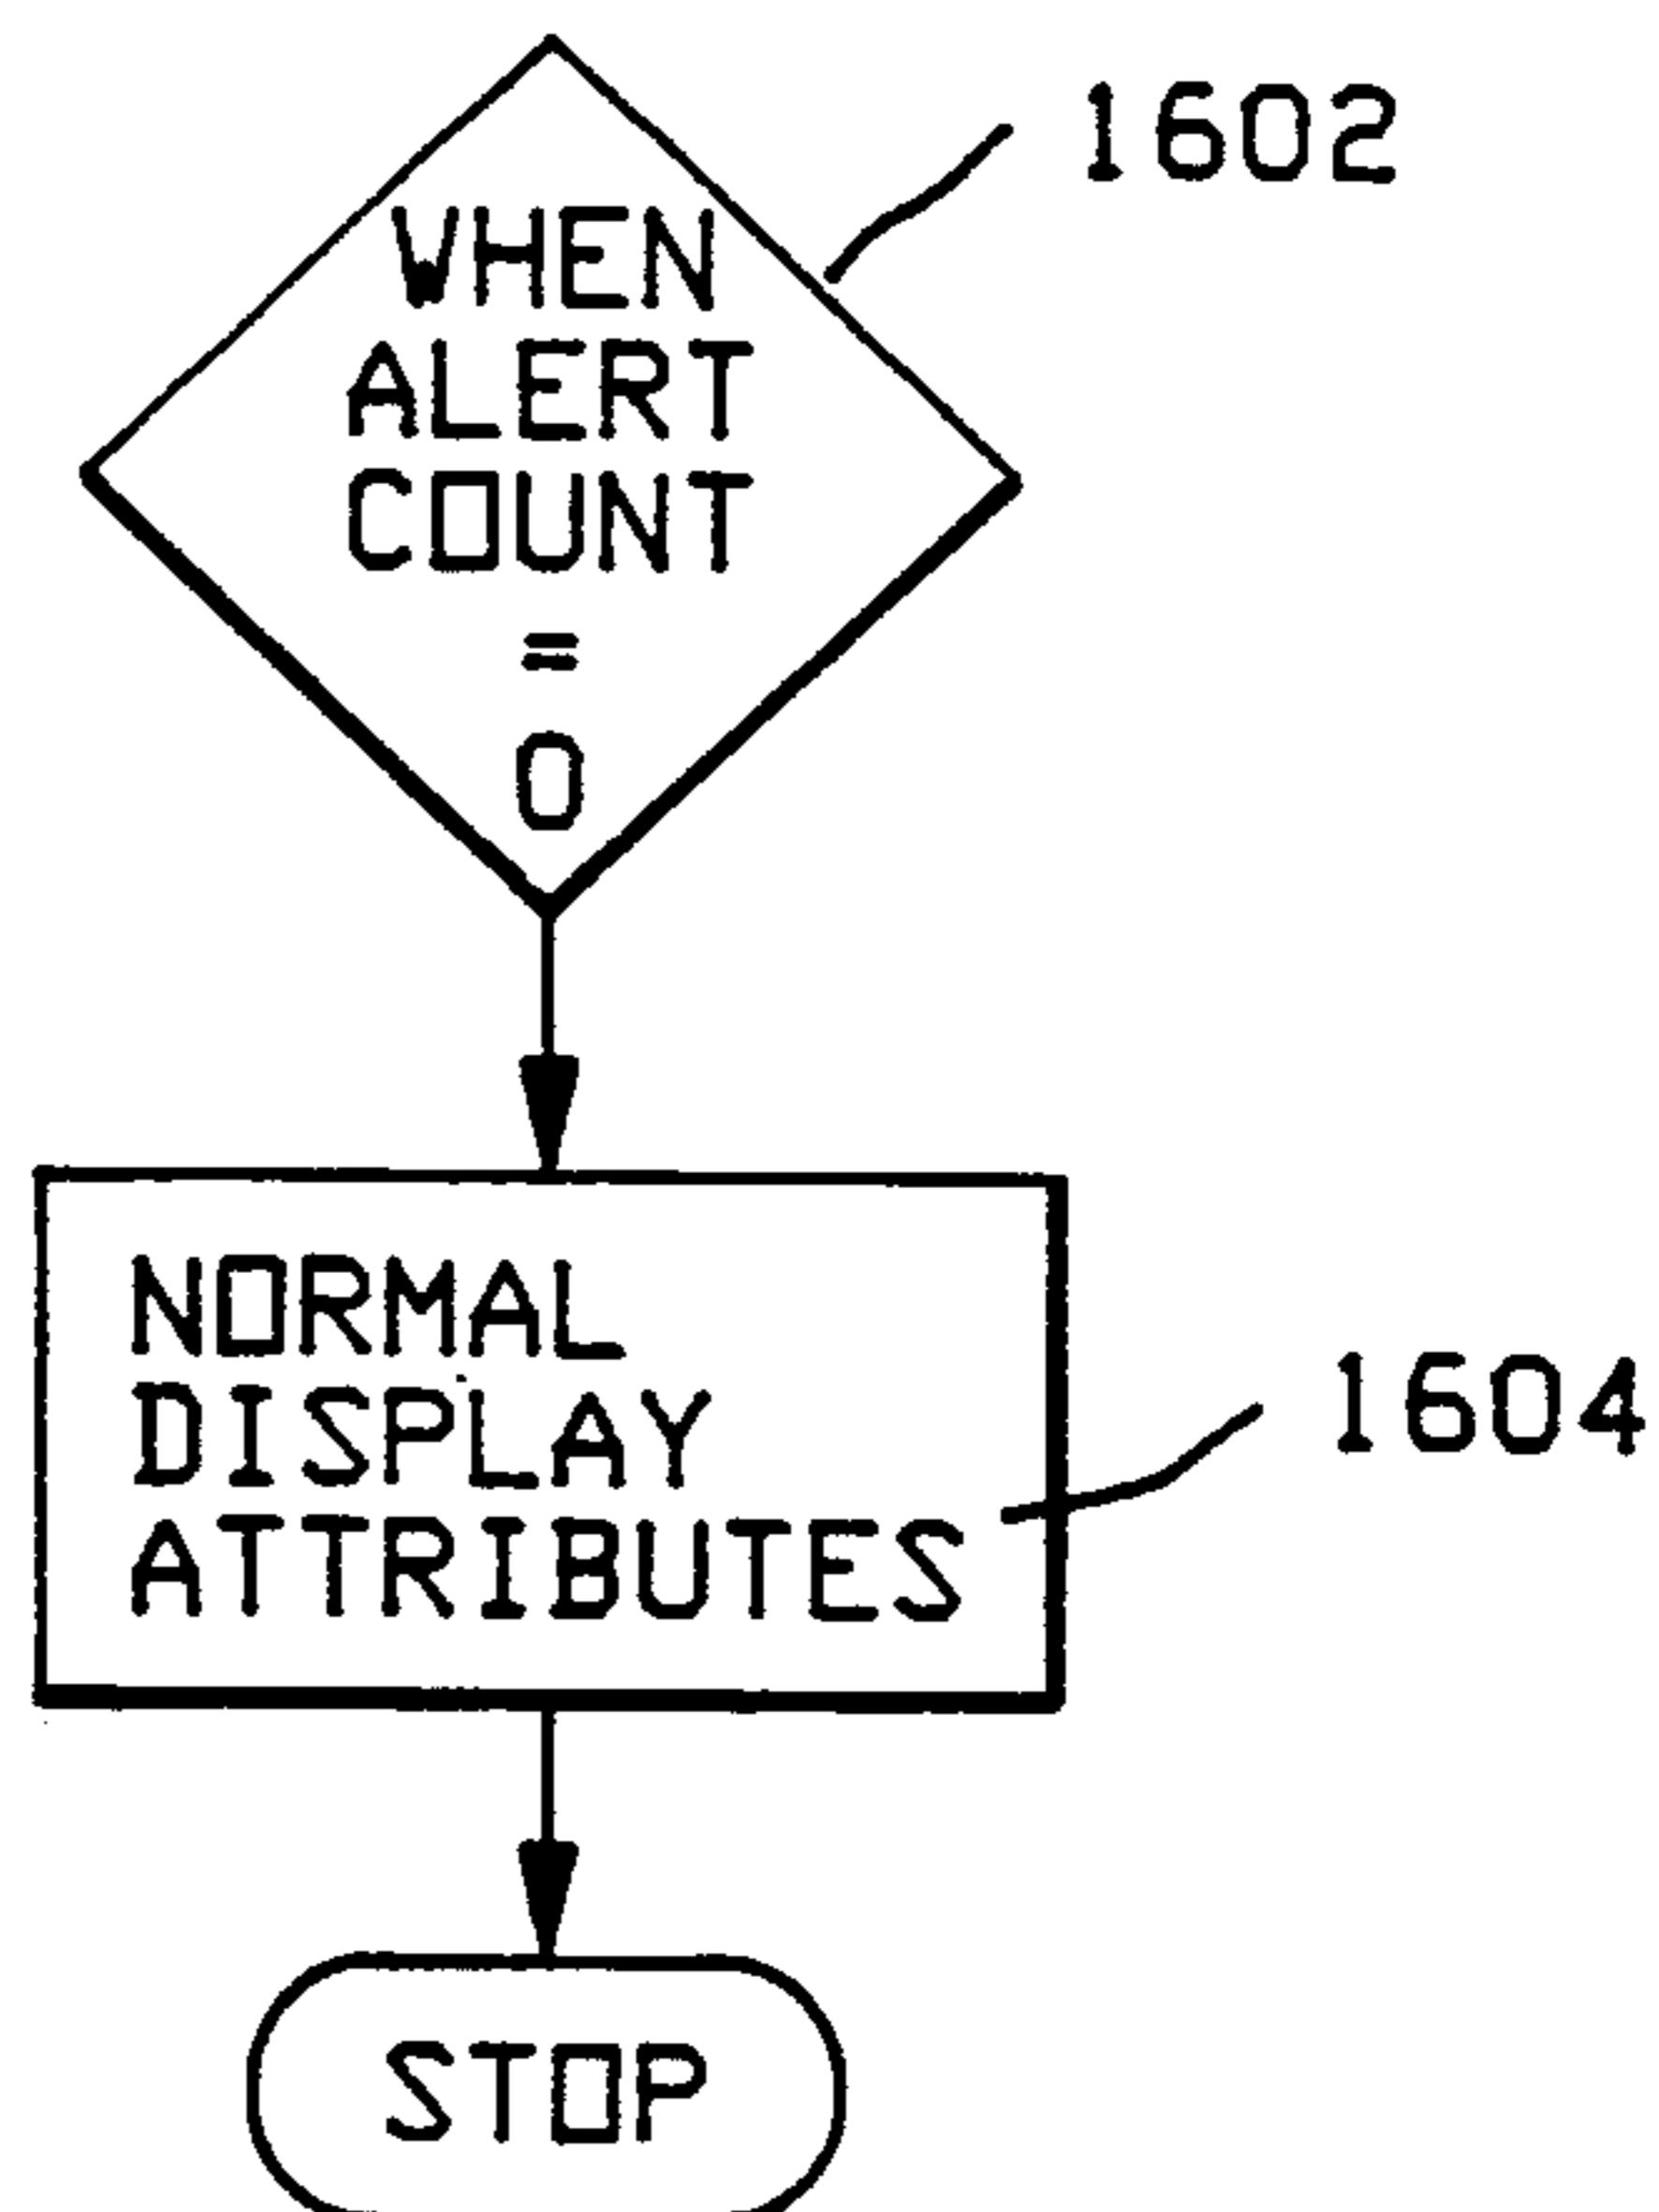 1602
WHEN
ALERT
COUNT
=
0
NORMAL
DISPLAY
ATTRIBUTES
1604
STOP